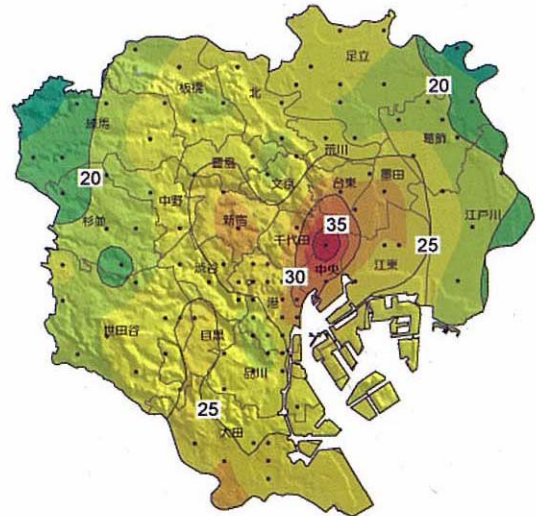 足立
板橋
北
20
練馬
葛飾
荒川
豊島
20
文京
台東
墨田
中野
杉並
新宿
35
江戸川
千代田
25
渋谷
30
中央
江東
港
世田谷
目黒
品川
25
大田